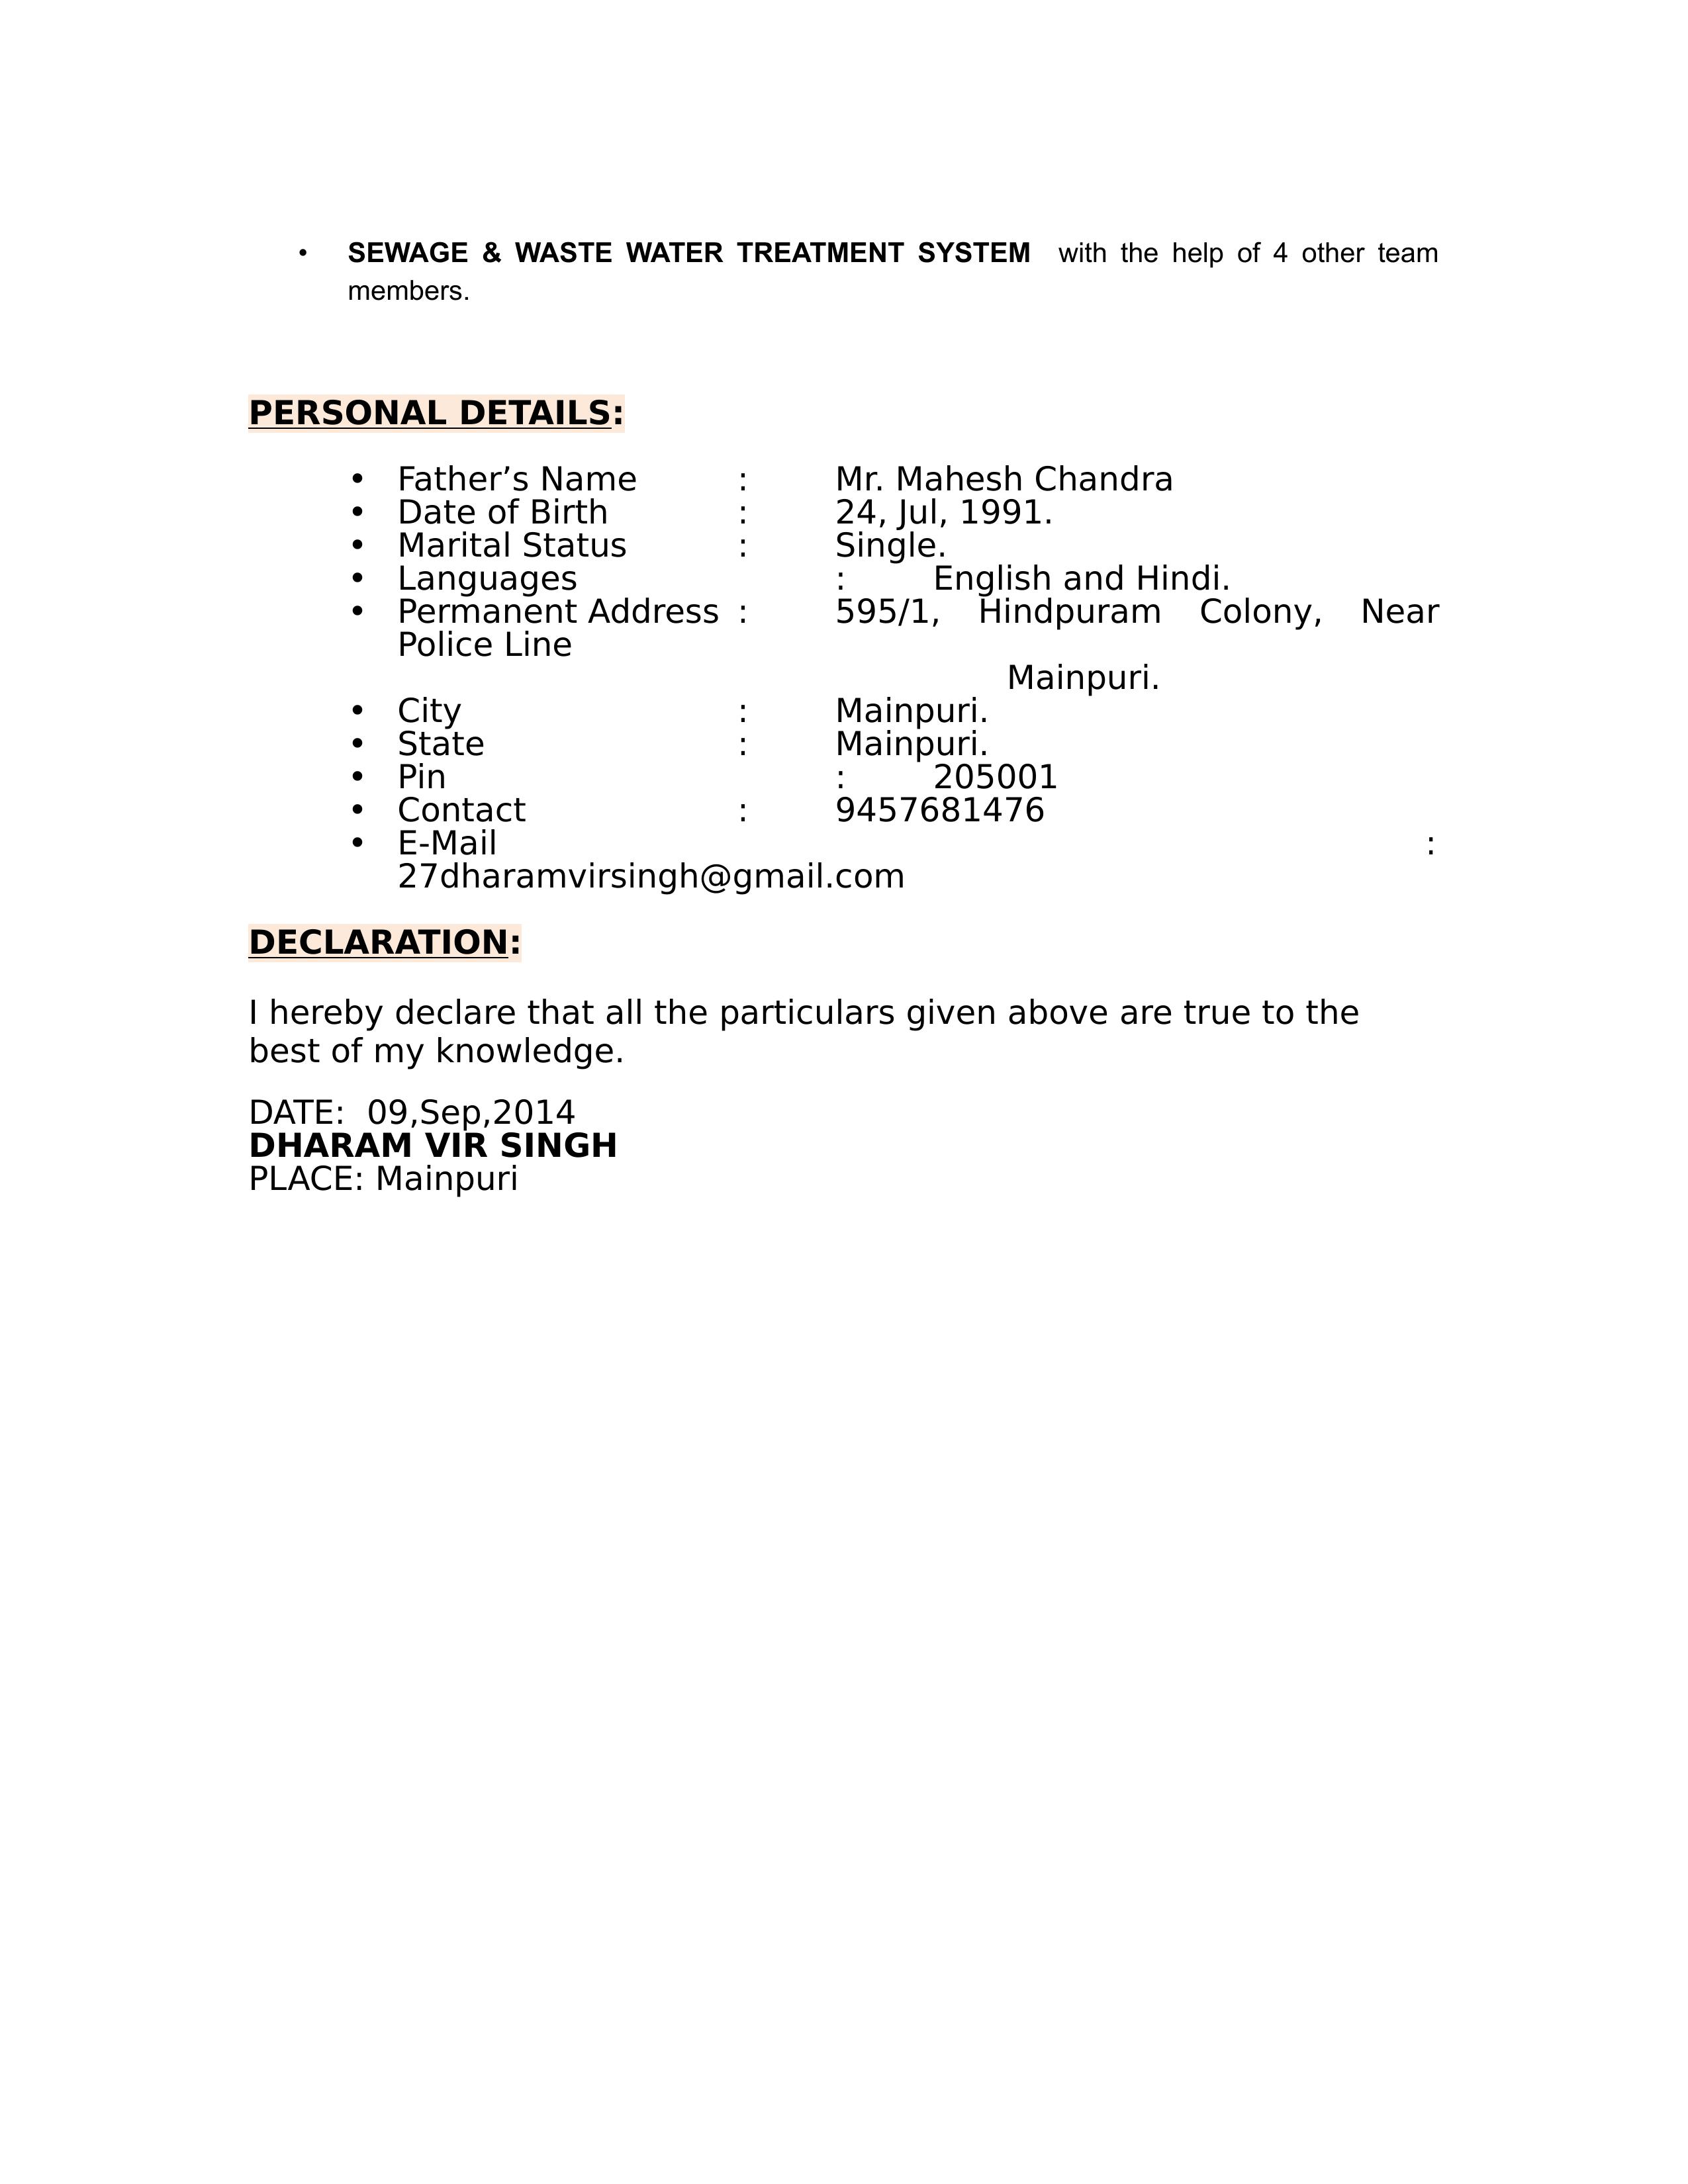 • SEWAGE & WASTE WATER TREATMENT SYSTEM with the help of 4 other team
members.
PERSONAL DETAILS:
• Father’s Name : Mr. Mahesh Chandra
• Date of Birth : 24, Jul, 1991.
• Marital Status : Single.
• Languages : English and Hindi.
• Permanent Address : 595/1, Hindpuram Colony, Near
Police Line
Mainpuri.
• City : Mainpuri.
• State : Mainpuri.
• Pin : 205001
• Contact : 9457681476
• E-Mail :
27dharamvirsingh@gmail.com
DECLARATION:
I hereby declare that all the particulars given above are true to the
best of my knowledge.
DATE: 09,Sep,2014
DHARAM VIR SINGH
PLACE: Mainpuri